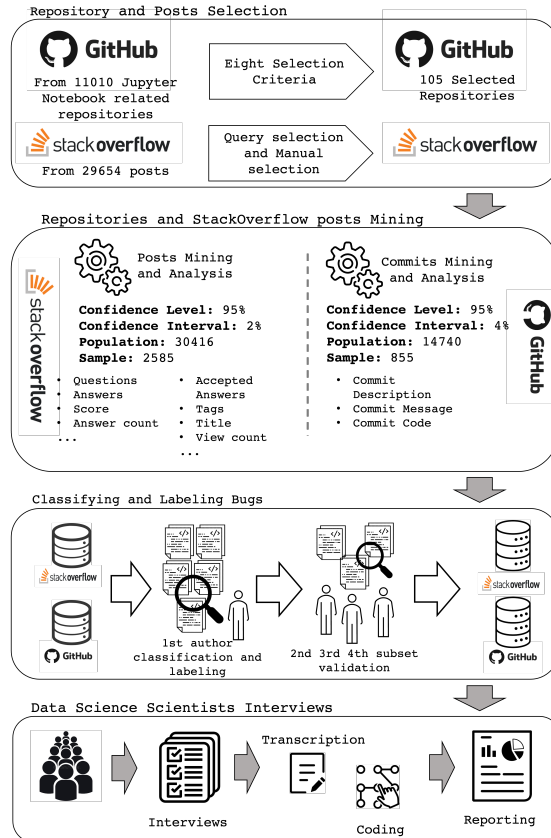 Repository and Posts Selection
GitHub
From 11010 Jupyter
Notebook related
repositories
Eight Selection
Criteria
GitHub
105 Selected
Repositories
stackoverflow
From 29654 posts
Query selection
and Manual
selection
stackoverflow
Repositories and StackOverflow posts Mining
stackoverflow
Posts Mining
and Analysis
Confidence Level: 95%
Confidence Interval: 2%
Population: 30416
Sample: 2585
• Questions
• Answers
• Score
• Answer count
...
• Accepted
Answers
• Tags
• Title
• View count
...
Commits Mining
and Analysis
Confidence Level: 95%
Confidence Interval: 4%
Population: 14740
Sample: 855
• Commit
Description
• Commit Message
• Commit Code
GitHub
Classifying and Labeling Bugs
stackoverflow
GitHub
1st author
classification and
labeling
2nd 3rd 4th subset
validation
stackoverflow
GitHub
Data Science Scientists Interviews
Interviews
Transcription
Coding
Reporting